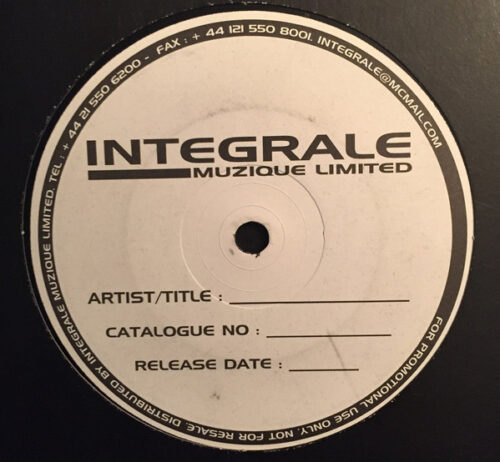 FOR PROMOTIONAL USE ONLY. NOT FOR RESALE. DISTRIBUTED BY INTEGRALE MUZIQUE LIMITED. TEL : + 44 121 550 6200 - FAX : + 44 121 550 8001. INTEGRALE@MCMAIL.COM
INTEGRALE
MUZIQUE LIMITED
ARTIST/TITLE :
CATALOGUE NO :
RELEASE DATE :